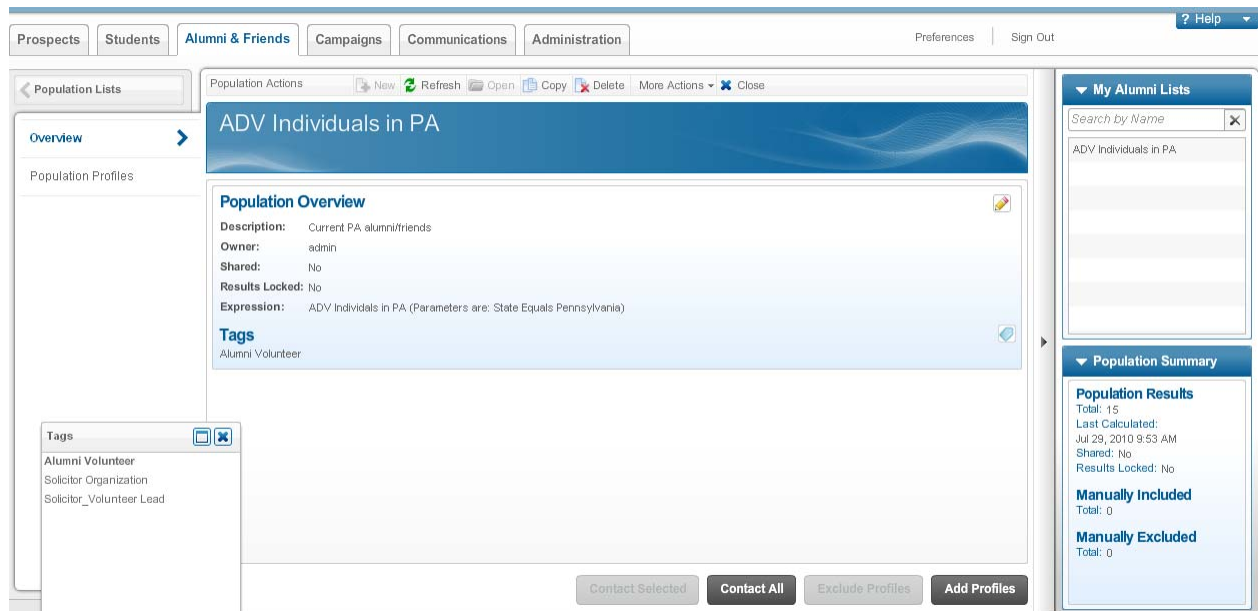 ? Help
Prospects Students Alumni & Friends Campaigns Communications Administration Preferences Sign Out
Population Lists
Overview
Population Profiles
Population Actions New Refresh Open Copy Delete More Actions Close
ADV Individuals in PA
Population Overview
Description: Current PA alumni/friends
Owner: admin
Shared: No
Results Locked: No
Expression: ADV Individals in PA (Parameters are: State Equals Pennsylvania)
Tags
Alumni Volunteer
Tags
Alumni Volunteer
Solicitor Organization
Solicitor_Volunteer Lead
Contact Selected Contact All Exclude Profiles Add Profiles
My Alumni Lists
Search by Name
ADV Individuals in PA
Population Summary
Population Results
Total: 15
Last Calculated:
Jul 29, 2010 9:53 AM
Shared: No
Results Locked: No
Manually Included
Total: 0
Manually Excluded
Total: 0